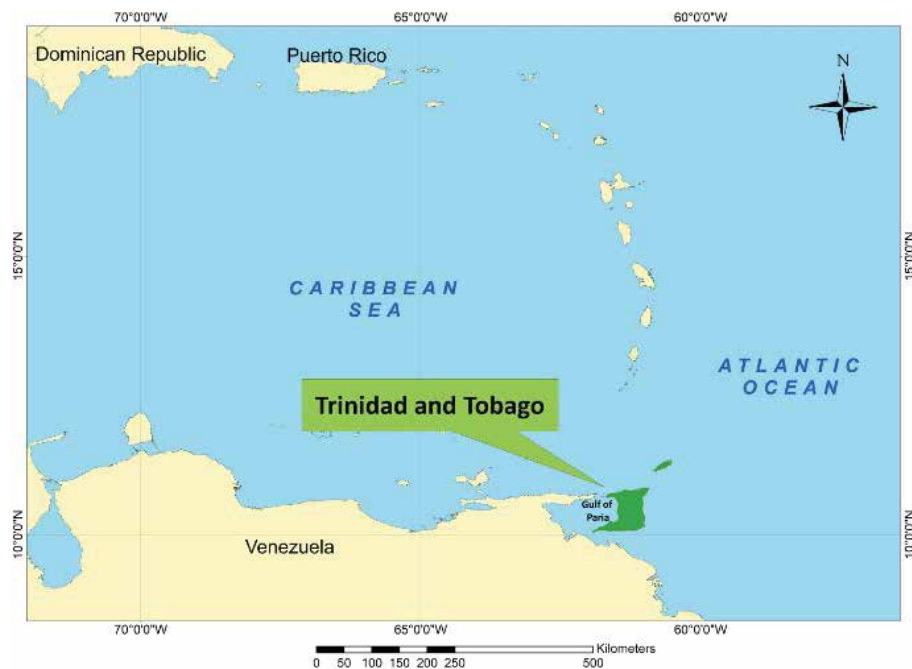 70°0'0"W 65°0'0"W 60°0'0"W
Dominican Republic
Puerto Rico
N
15°0'0"N
15°0'0"N
CARIBBEAN
SEA
ATLANTIC
OCEAN
Trinidad and Tobago
Gulf of
Paria
10°0'0"N
10°0'0"N
Venezuela
70°0'0"W 65°0'0"W 60°0'0"W
Kilometers
0 50 100 150 200 250 500